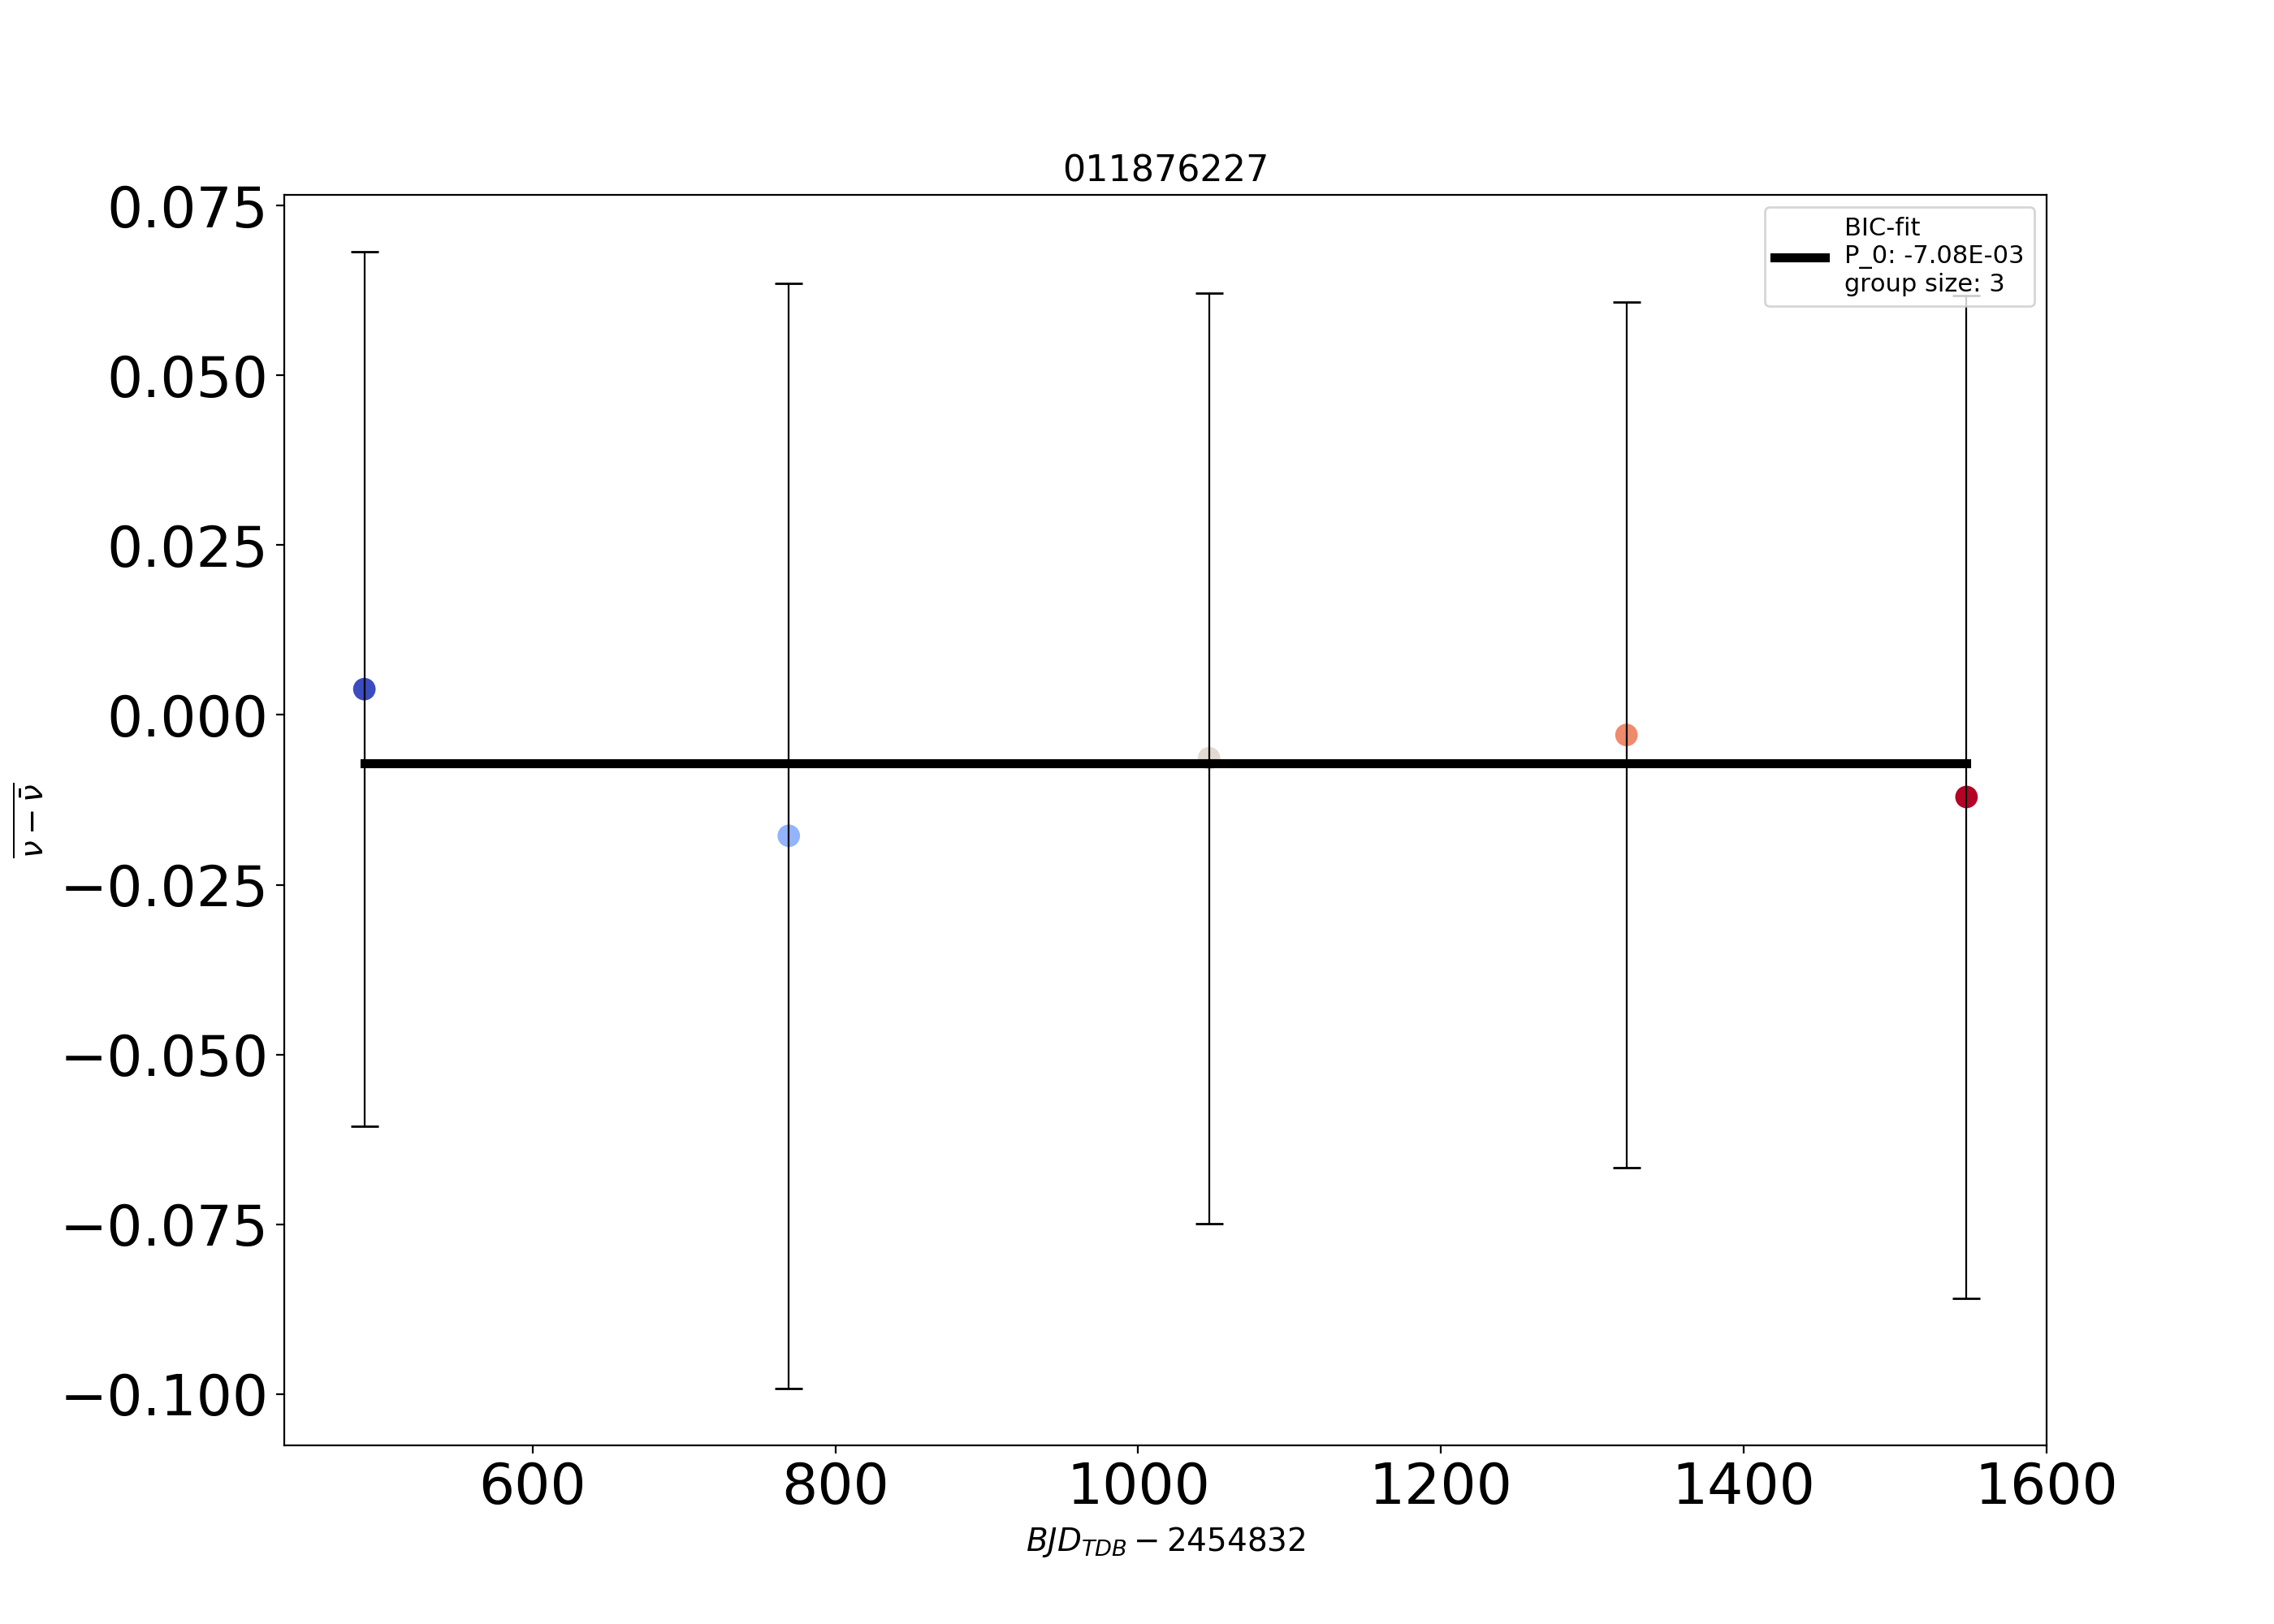 011876227
BIC-fit
P_0: -7.08E-03
group size: 3
0.075
0.050
0.025
0.000
−0.025
−0.050
−0.075
−0.100
ν − ν̄
600 800 1000 1200 1400 1600
BJD_TDB − 2454832